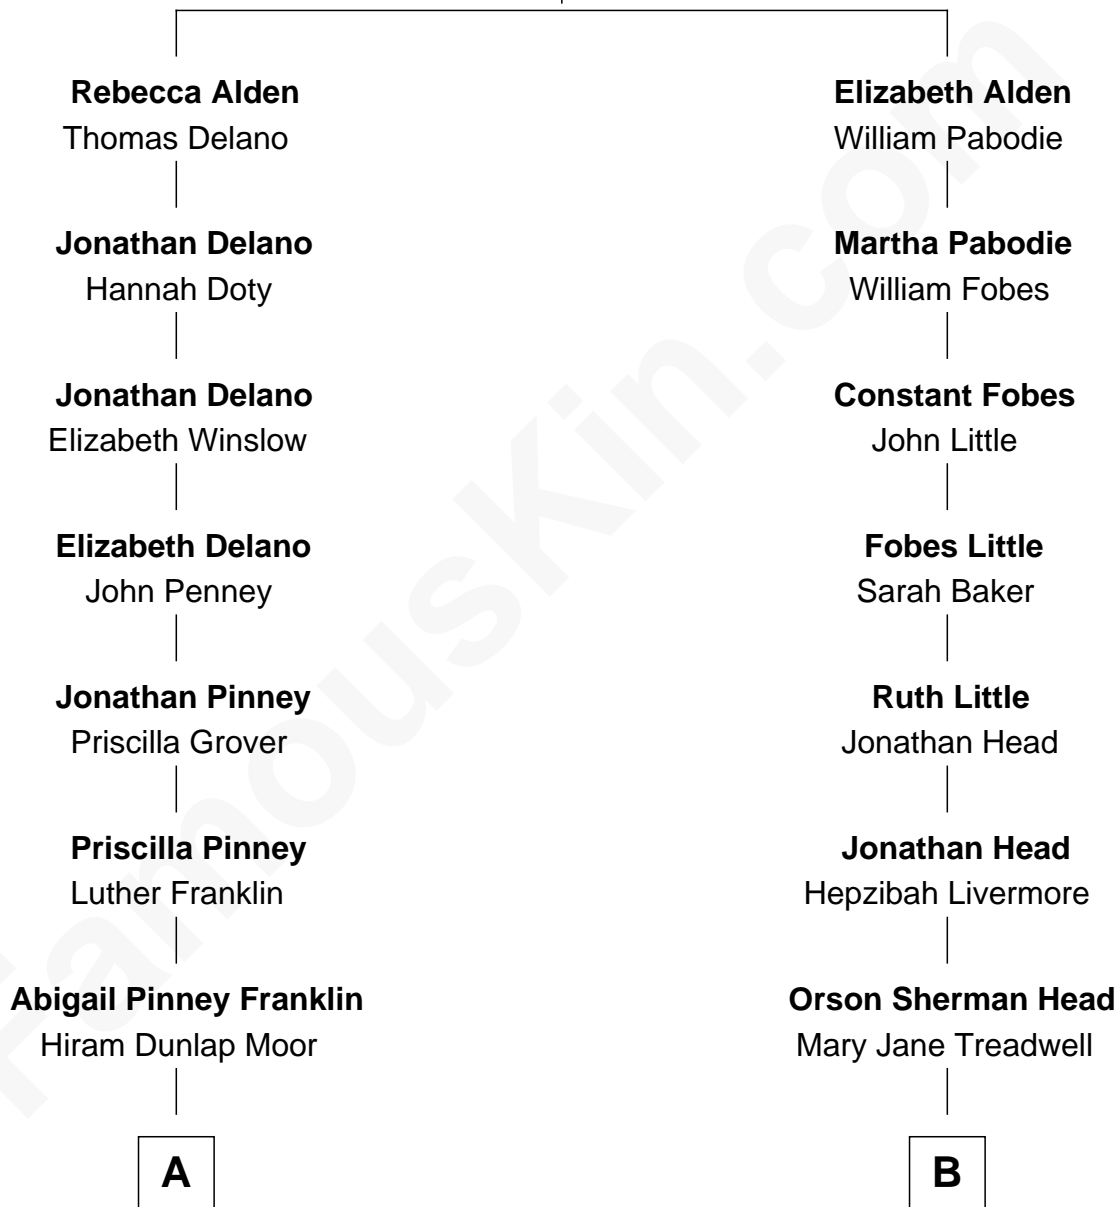 Rebecca Alden
Thomas Delano
Jonathan Delano
Hannah Doty
Jonathan Delano
Elizabeth Winslow
Elizabeth Delano
John Penney
Jonathan Pinney
Priscilla Grover
Priscilla Pinney
Luther Franklin
Abigail Pinney Franklin
Hiram Dunlap Moor
A
Elizabeth Alden
William Pabodie
Martha Pabodie
William Fobes
Constant Fobes
John Little
Fobes Little
Sarah Baker
Ruth Little
Jonathan Head
Jonathan Head
Hepzibah Livermore
Orson Sherman Head
Mary Jane Treadwell
B
FamousKin.com